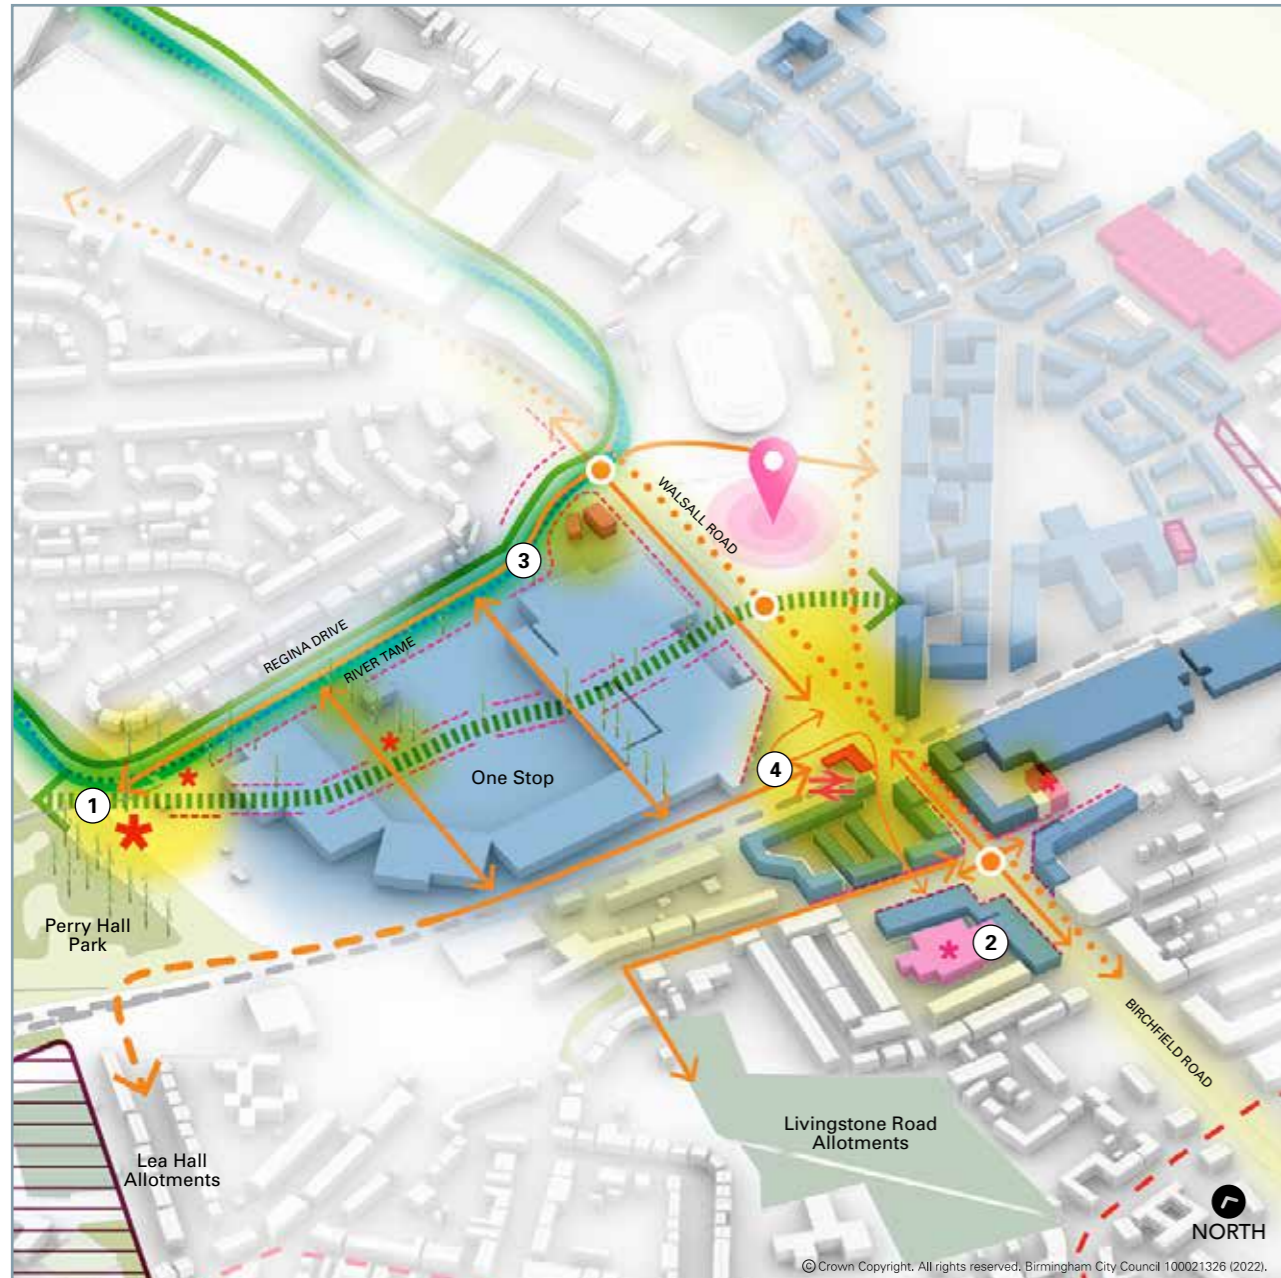 WALSALL ROAD
3
REGINA DRIVE
RIVER TAME
One Stop
4
1
Perry Hall
Park
2
BIRCHFIELD ROAD
Livingstone Road
Allotments
Lea Hall
Allotments
NORTH
© Crown Copyright. All rights reserved. Birmingham City Council 100021326 (2022).